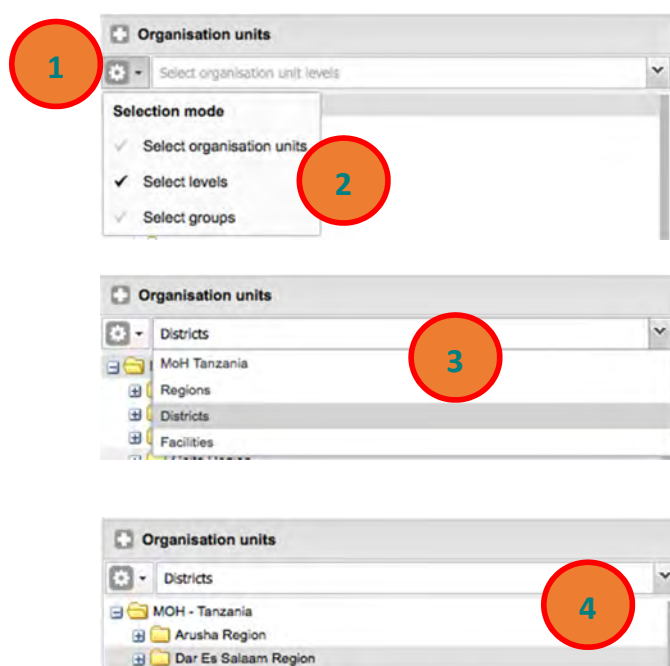 Organisation units
1
Select organisation unit levels
Selection mode
Select organisation units
Select levels
2
Select groups
Organisation units
Districts
3
MoH Tanzania
Regions
Districts
Facilities
Organisation units
Districts
4
MOH - Tanzania
Arusha Region
Dar Es Salaam Region